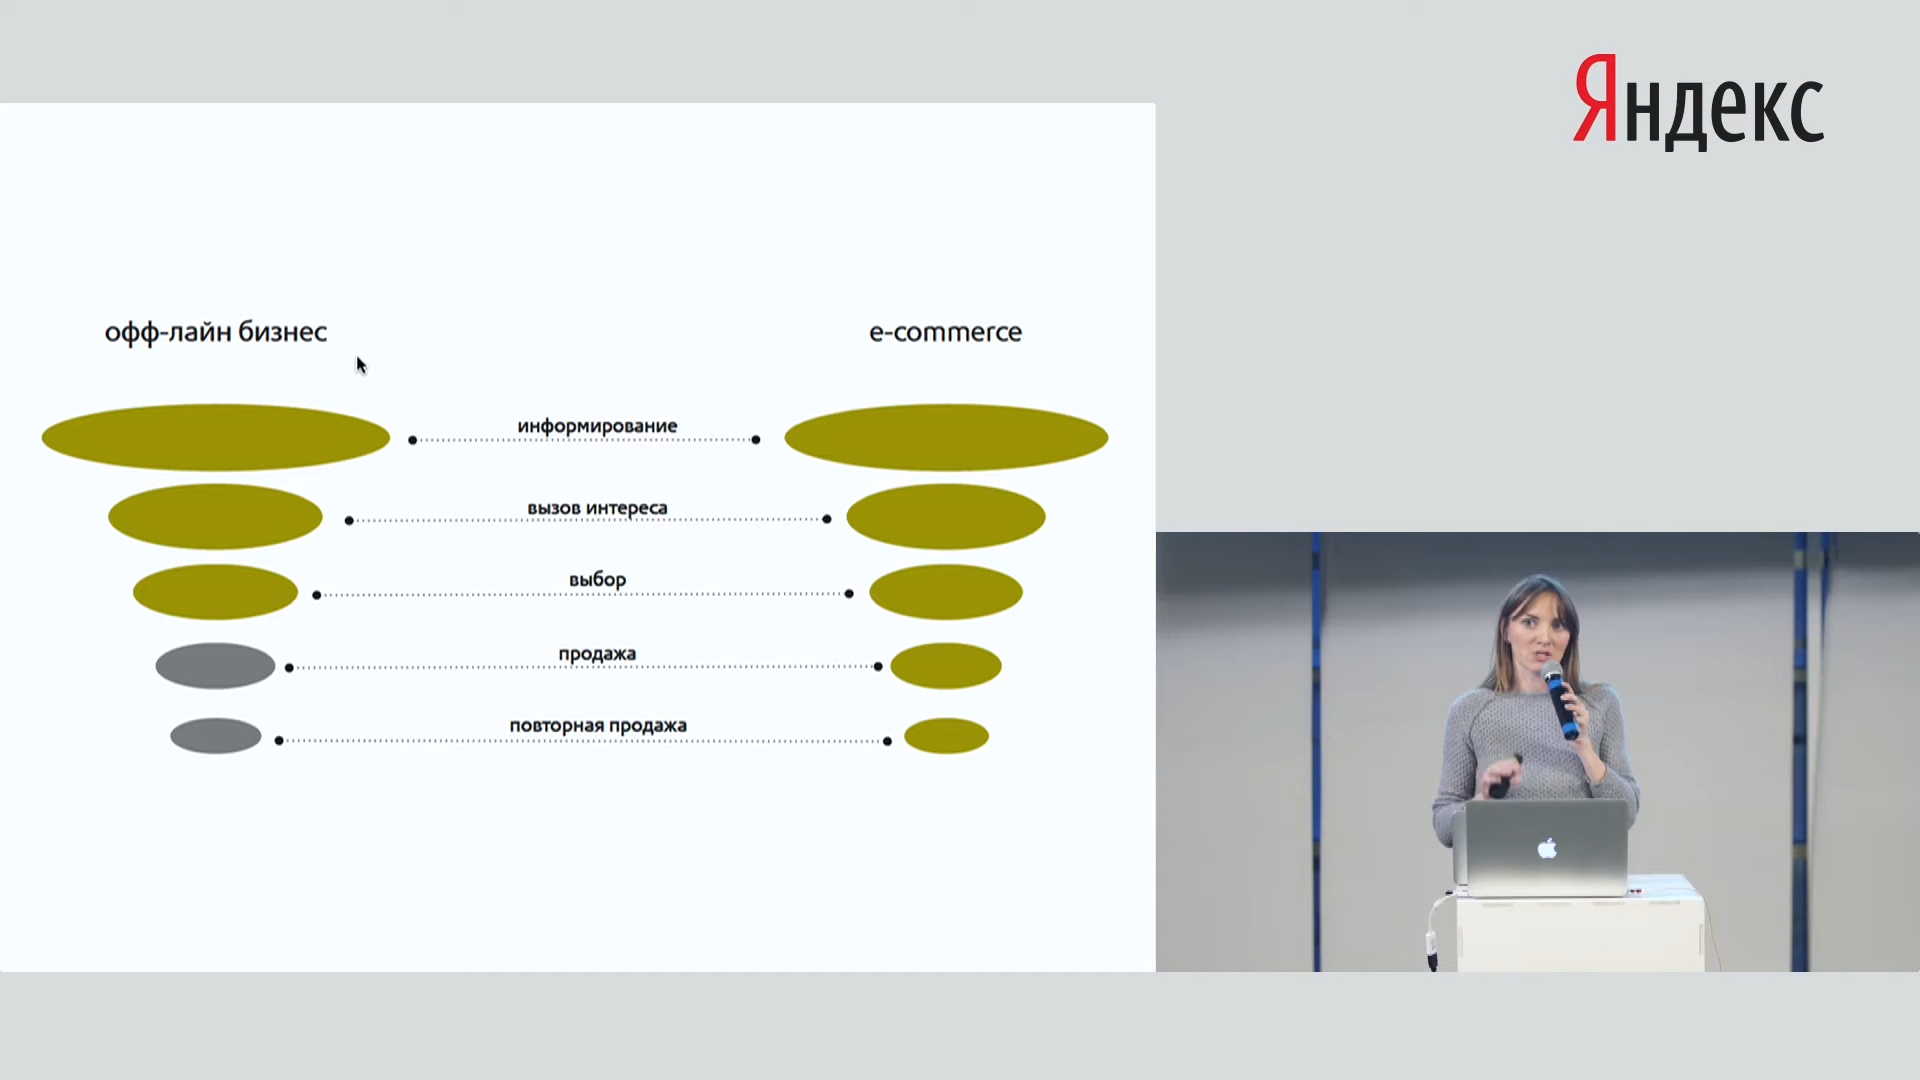 Яндекс
офф-лайн бизнес
e-commerce
информирование
вызов интереса
выбор
продажа
повторная продажа